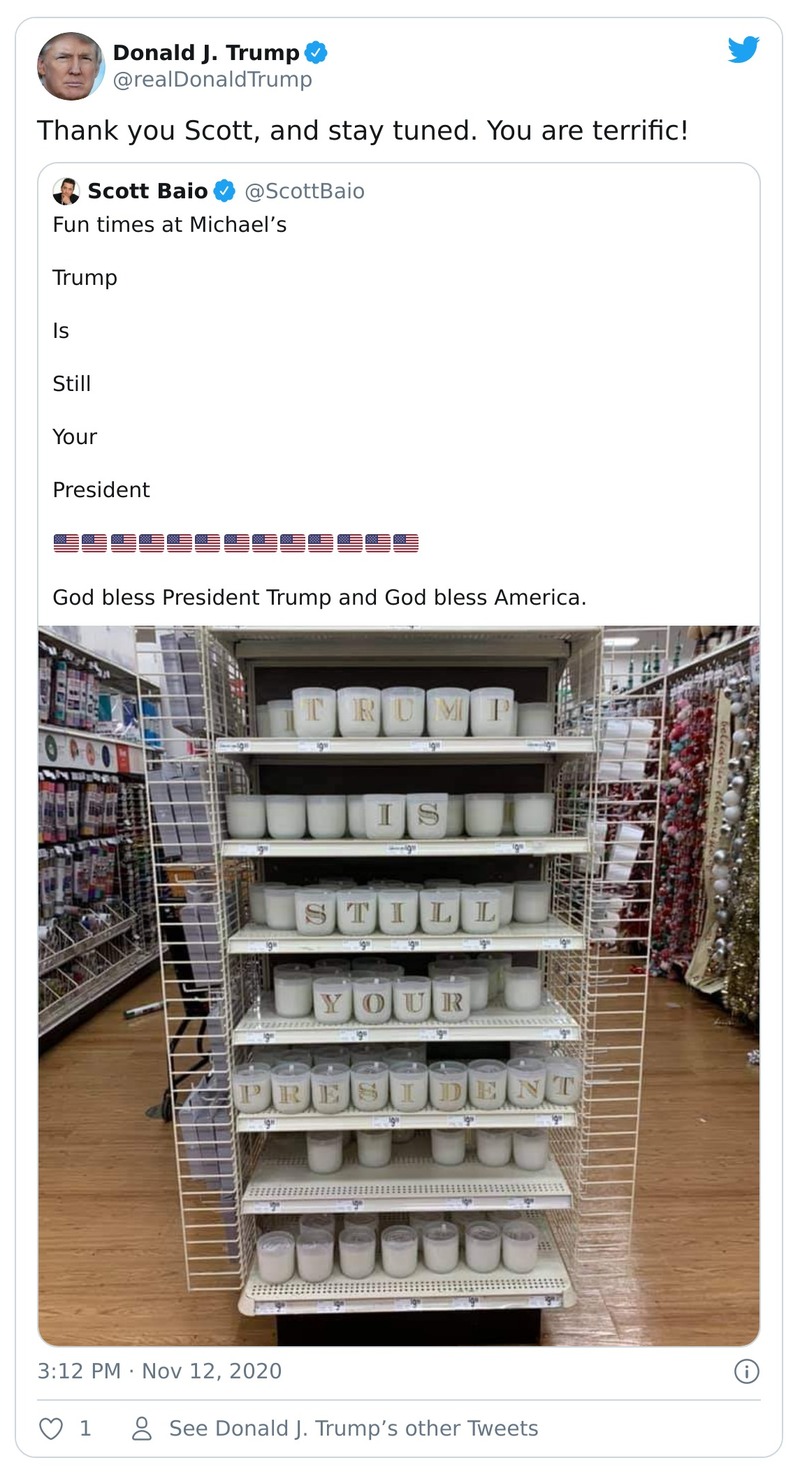 Donald J. Trump
@realDonaldTrump
Thank you Scott, and stay tuned. You are terrific!
Scott Baio @ScottBaio
Fun times at Michael’s
Trump
Is
Still
Your
President
🇺🇸🇺🇸🇺🇸🇺🇸🇺🇸🇺🇸🇺🇸🇺🇸🇺🇸🇺🇸🇺🇸🇺🇸🇺🇸
God bless President Trump and God bless America.
TRUMP
IS
STILL
YOUR
PRESIDENT
3:12 PM · Nov 12, 2020
1 See Donald J. Trump’s other Tweets